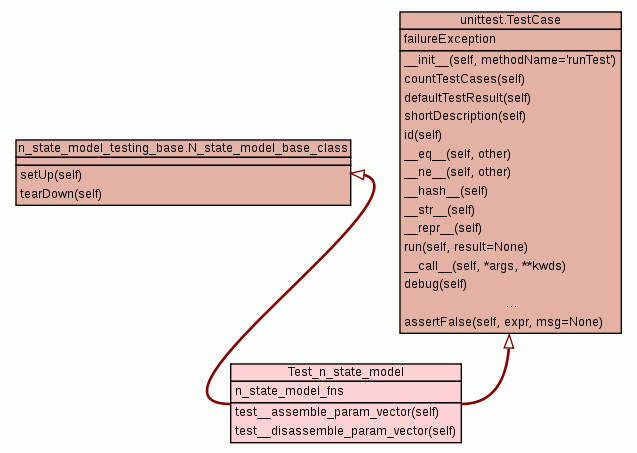 unittest.TestCase
failureException
__init__(self, methodName='runTest')
countTestCases(self)
defaultTestResult(self)
shortDescription(self)
id(self)
__eq__(self, other)
__ne__(self, other)
__hash__(self)
__str__(self)
__repr__(self)
run(self, result=None)
__call__(self, *args, **kwds)
debug(self)
...
assertFalse(self, expr, msg=None)
n_state_model_testing_base.N_state_model_base_class
setUp(self)
tearDown(self)
Test_n_state_model
n_state_model_fns
test__assemble_param_vector(self)
test__disassemble_param_vector(self)